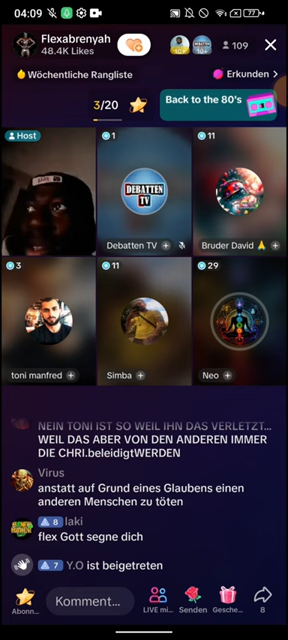 04:09
77
Flexabrenyah
48.4K Likes
109
Wöchentliche Rangliste
Erkunden >
3/20
Back to the 80's
Host
1
11
DEBATTEN
TV
Debatten TV
Bruder David
3
11
29
toni manfred
Simba
Neo
NEIN TONI IST SO WEIL IHN DAS VERLETZT...
WEIL DAS ABER VON DEN ANDEREN IMMER
DIE CHRI.beleidigtWERDEN
Virus
anstatt auf Grund eines Glaubens einen
anderen Menschen zu töten
8 laki
flex Gott segne dich
7 Y.O ist beigetreten
Abonn...
Komment...
LIVE mi...
Senden
Gesche...
8